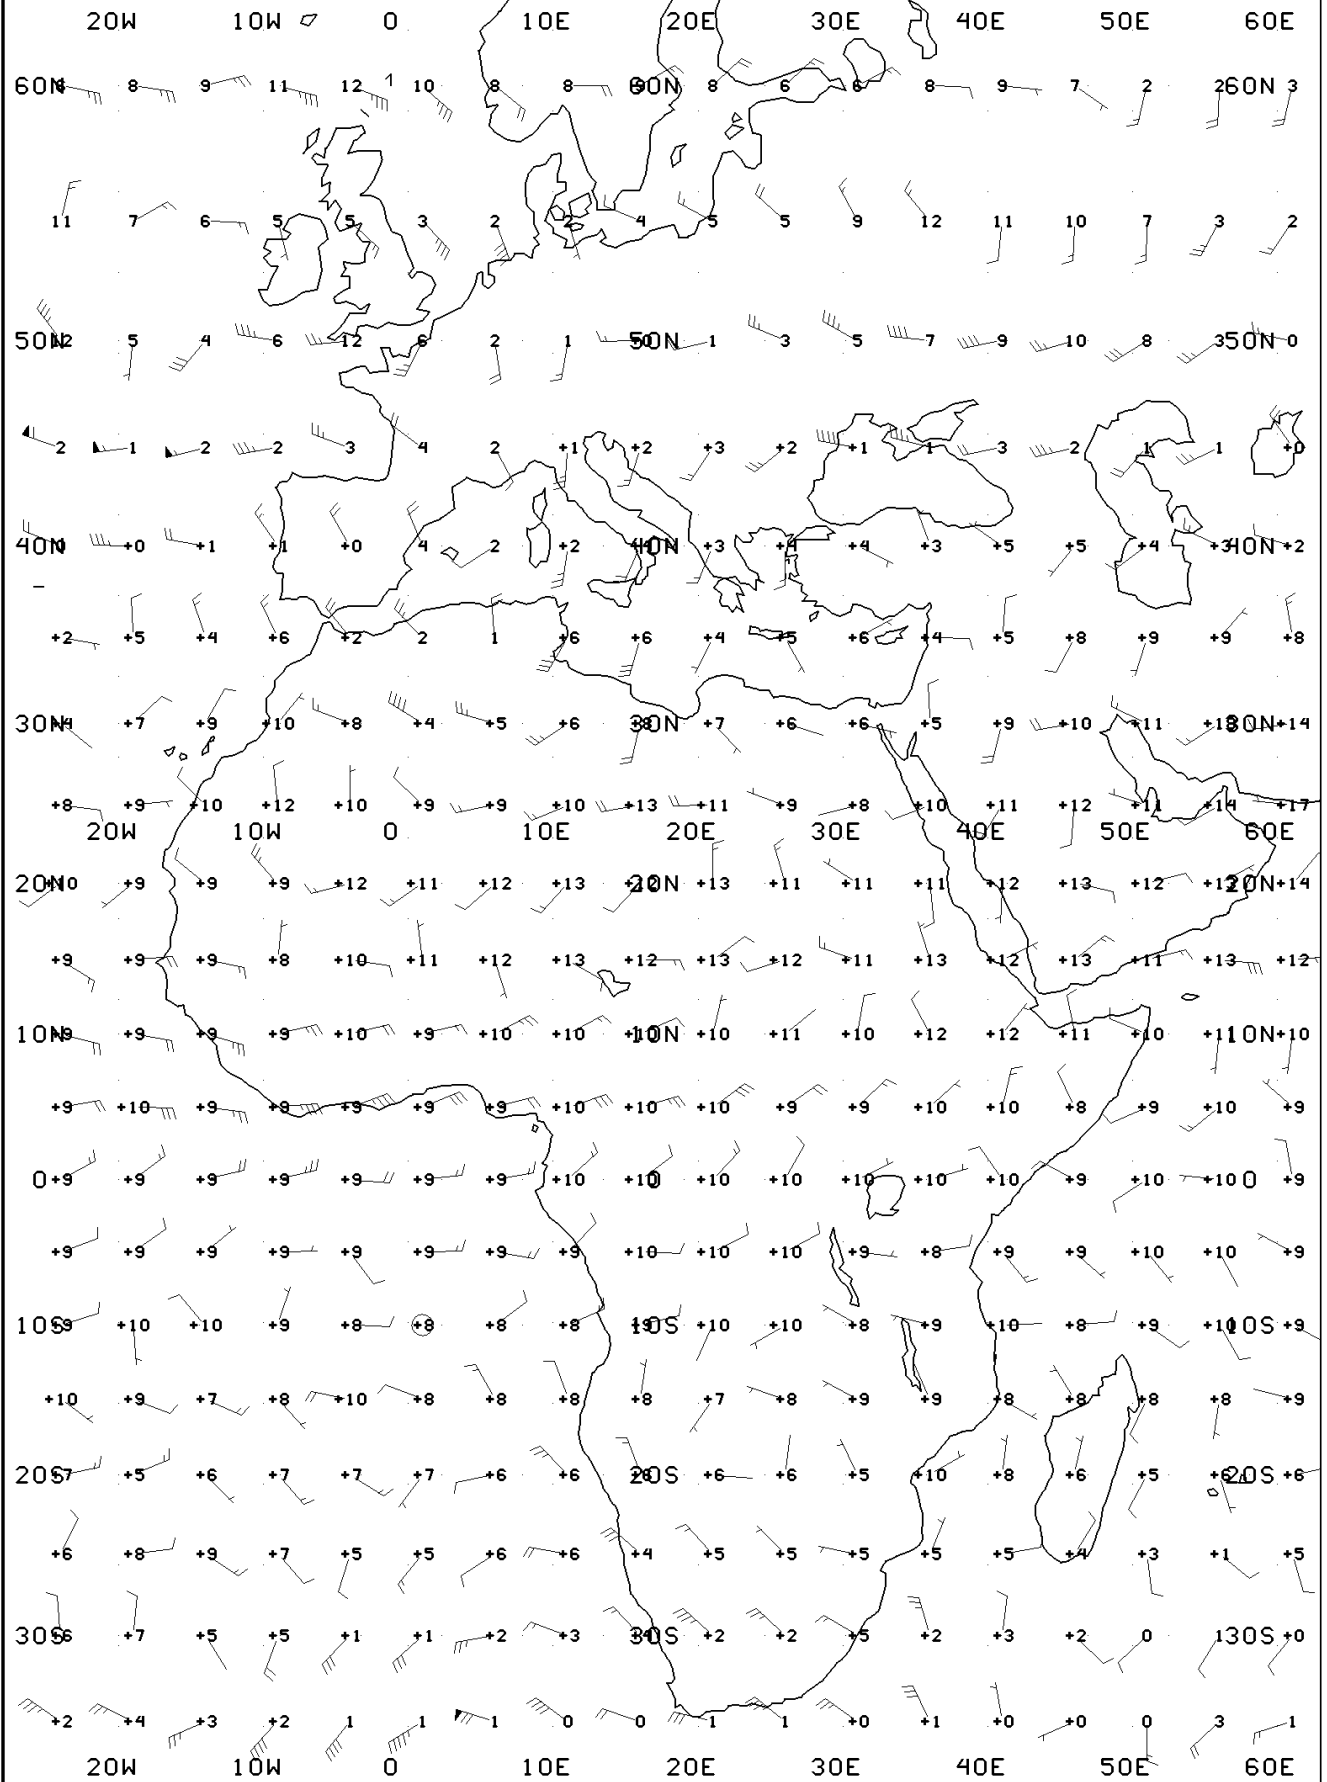 20W 10W 0 10E 20E 30E 40E 50E 60E
60N 8 9 11 12 10 8 8 60N 8 6 6 8 9 7 2 2 60N 3
11 7 6 5 5 3 2 2 4 5 5 9 12 11 10 7 3 2
50N 5 4 6 12 6 2 1 50N 1 3 5 7 9 10 8 3 50N 0
2 1 2 2 3 4 2 +1 +2 +3 +2 +1 1 3 2 1 1 +0
40N +0 +1 +1 +0 4 2 +2 40N +3 +4 +4 +3 +5 +5 +4 +3 40N +2
+2 +5 +4 +6 +2 2 1 +6 +6 +4 +5 +6 +4 +5 +8 +9 +9 +8
30N +7 +9 +10 +8 +4 +5 +6 30N +7 +6 +6 +5 +9 +10 +11 30N +14
+8 +9 +10 +12 +10 +9 +9 +10 +13 +11 +9 +8 +10 +11 +12 +11 +14 +17
20W 10W 0 10E 20E 30E 40E 50E 60E
20N +10 +9 +9 +9 +12 +11 +12 +13 20N +13 +11 +11 +11 +12 +13 +12 20N +14
+9 +9 +9 +8 +10 +11 +12 +13 +12 +13 +12 +11 +13 +12 +13 +11 +13 +12
10N +9 +9 +9 +9 +10 +9 +10 +10 +10 10N +10 +11 +10 +12 +12 +11 +10 +11 10N +10
+9 +10 +9 +9 +9 +9 +9 +10 +10 +10 +9 +9 +10 +10 +8 +9 +10 +9
0 +9 +9 +9 +9 +9 +9 +9 +10 +10 0 +10 +10 +10 +10 +10 +9 +10 +10 0 +9
+9 +9 +9 +9 +9 +9 +9 +9 +10 +10 +10 +9 +8 +9 +9 +10 +10 +9
10S +10 +10 +9 +8 +8 +8 +8 10S +10 +10 +8 +9 +10 +8 +9 10S +9
+10 +9 +7 +8 +10 +8 +8 +8 +8 +7 +8 +9 +9 +8 +8 +8 +8 +9
20S +5 +6 +7 +7 +7 +6 +6 20S +6 +6 +5 +10 +8 +6 +5 +6 20S +6
+6 +8 +9 +7 +5 +5 +6 +6 +4 +5 +5 +5 +5 +5 +4 +3 +1 +5
30S +7 +5 +5 +1 +1 +2 +3 30S +2 +2 +5 +2 +3 +2 0 1 30S +0
+2 +4 +3 +2 1 1 1 0 0 1 1 +0 +1 +0 +0 0 3 1
20W 10W 0 10E 20E 30E 40E 50E 60E